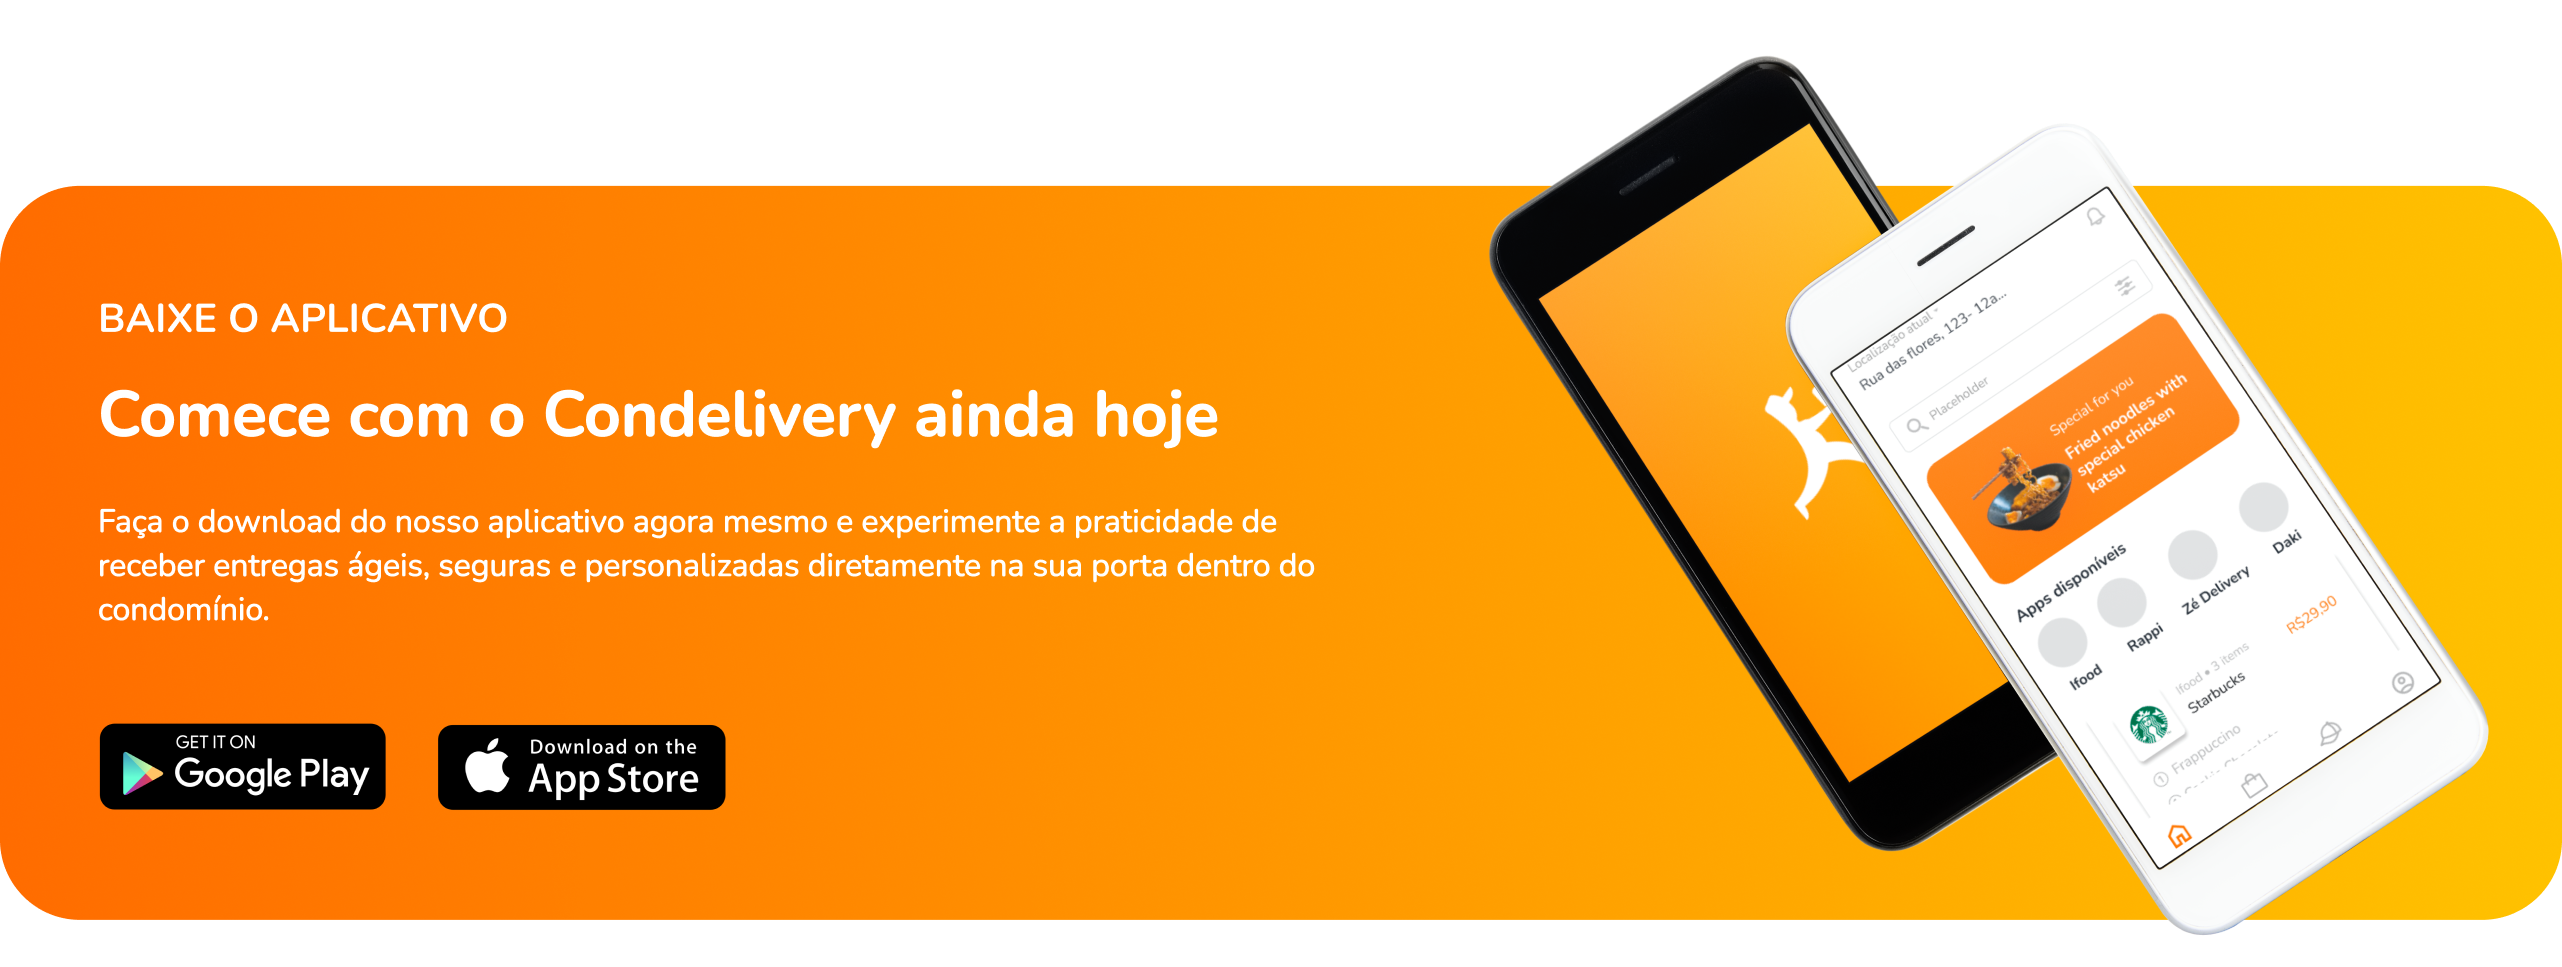 BAIXE O APLICATIVO
Comece com o Condelivery ainda hoje
Faça o download do nosso aplicativo agora mesmo e experimente a praticidade de
receber entregas ágeis, seguras e personalizadas diretamente na sua porta dentro do
condomínio.
GET IT ON
Google Play
Download on the
App Store
Localização atual
Rua das flores, 123- 12a...
Placeholder
Special for you
Fried noodles with
special chicken
katsu
Apps disponíveis
Ifood
Rappi
Zé Delivery
Daki
Ifood • 3 items
R$29,90
Starbucks
1 Frappuccino